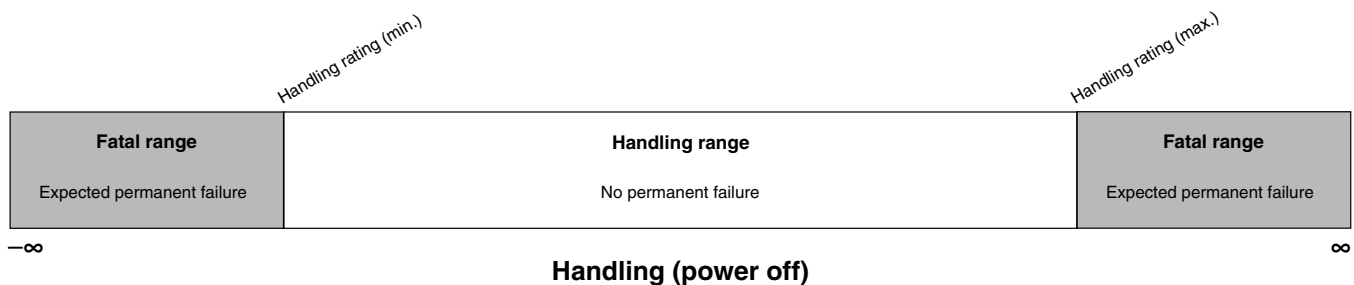 Handling rating (min.)
Handling rating (max.)
Fatal range
Handling range
Fatal range
Expected permanent failure
No permanent failure
Expected permanent failure
–∞
∞
Handling (power off)